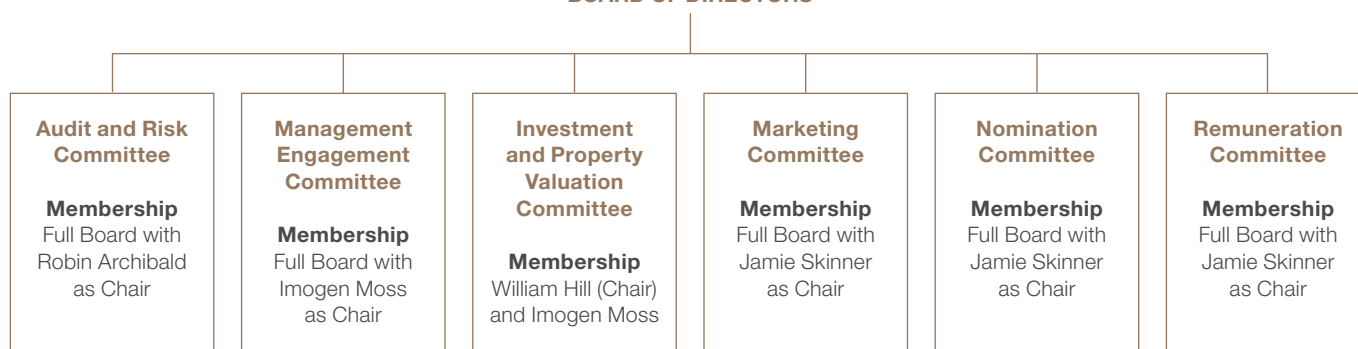 BOARD OF DIRECTORS
Audit and Risk
Committee
Membership
Full Board with
Robin Archibald
as Chair
Management
Engagement
Committee
Membership
Full Board with
Imogen Moss
as Chair
Investment
and Property
Valuation
Committee
Membership
William Hill (Chair)
and Imogen Moss
Marketing
Committee
Membership
Full Board with
Jamie Skinner
as Chair
Nomination
Committee
Membership
Full Board with
Jamie Skinner
as Chair
Remuneration
Committee
Membership
Full Board with
Jamie Skinner
as Chair